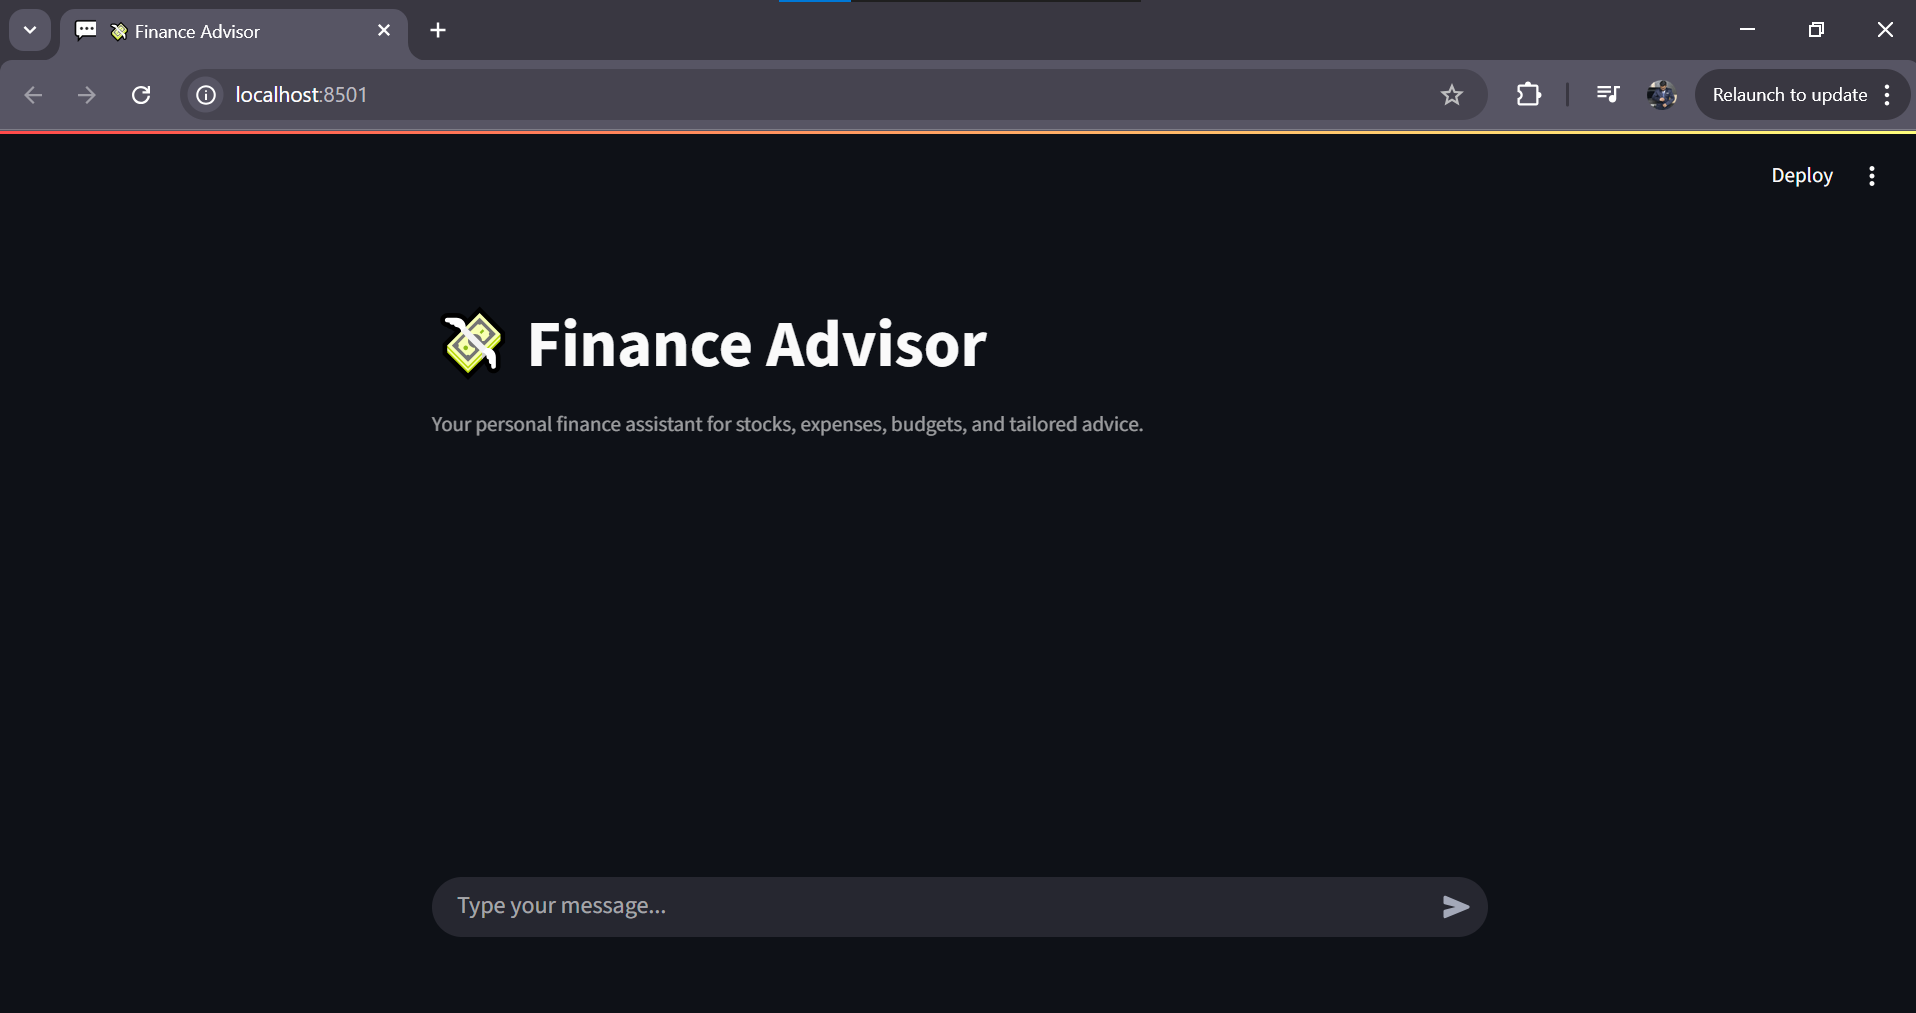 Finance Advisor
localhost:8501
Relaunch to update
Deploy
Finance Advisor
Your personal finance assistant for stocks, expenses, budgets, and tailored advice.
Type your message...